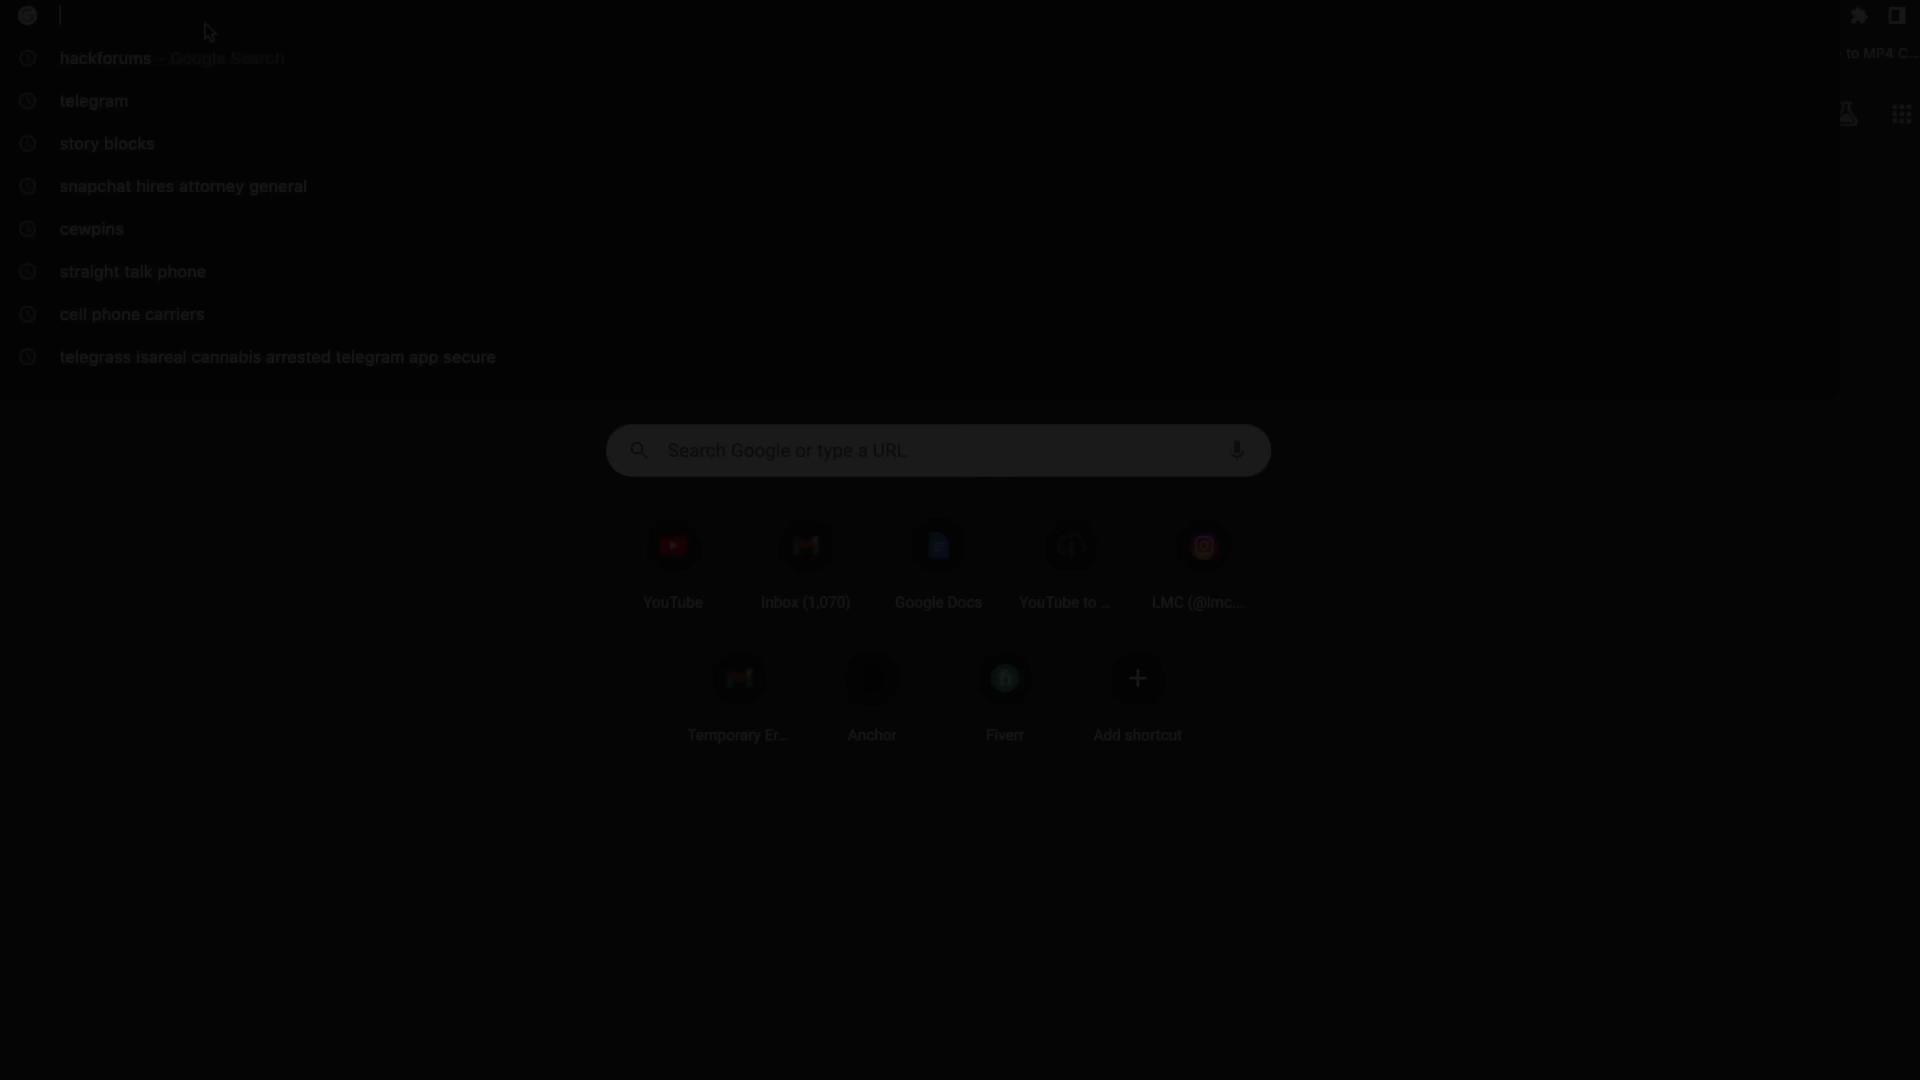 hackforums – Google Search
to MP4 C...
telegram
story blocks
snapchat hires attorney general
cewpins
straight talk phone
cell phone carriers
telegrass isareal cannabis arrested telegram app secure
Search Google or type a URL
YouTube
Inbox (1,070)
Google Docs
YouTube to ...
LMC (@lmc...
Temporary Er...
Anchor
Fiverr
Add shortcut